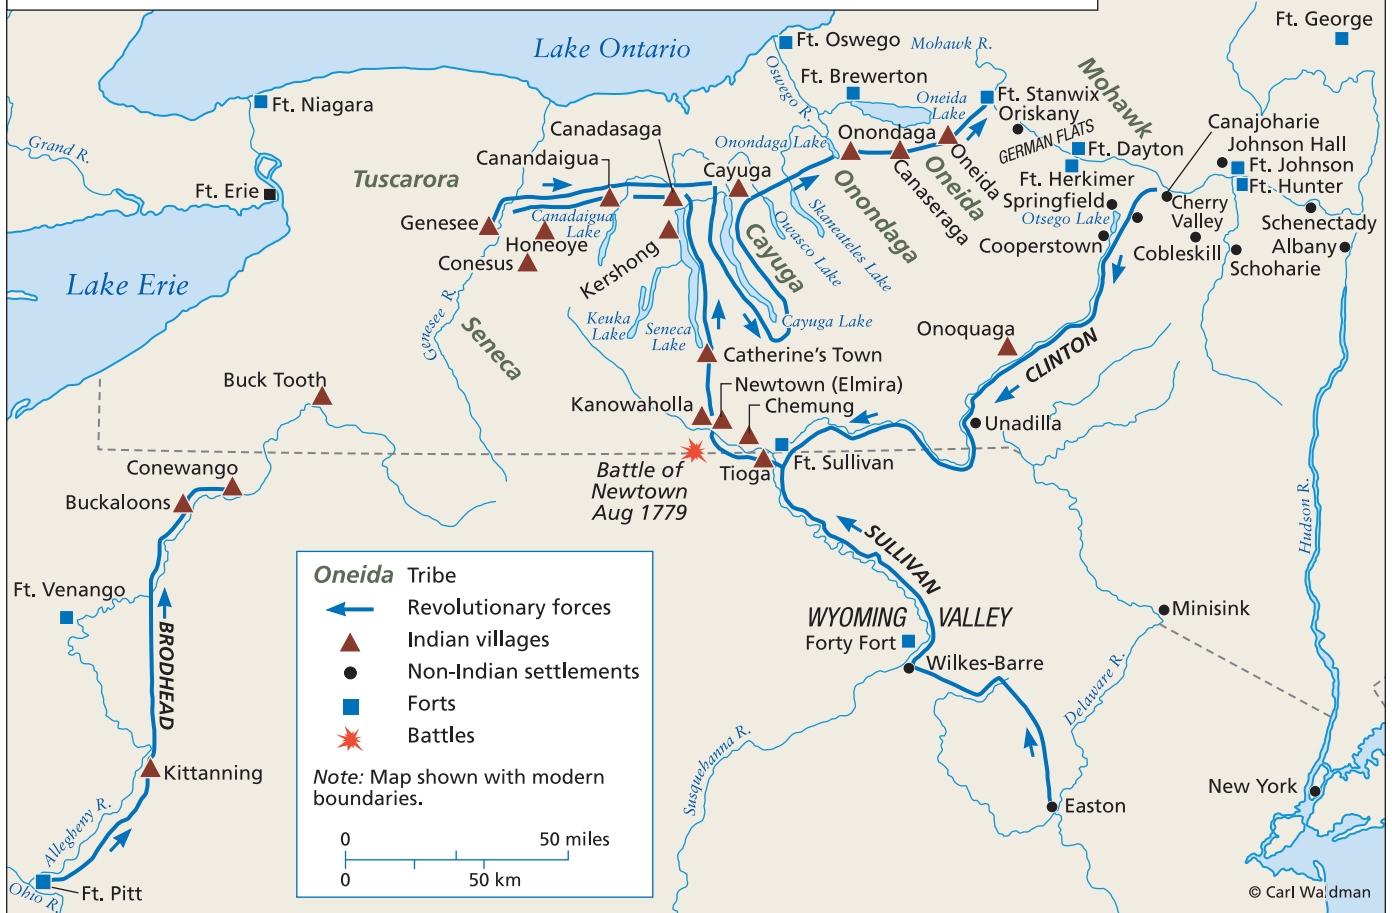 Ft. George
Lake Ontario
Ft. Oswego
Mohawk R.
Oswego R.
Ft. Brewerton
Oneida
Lake
Ft. Stanwix
Oriskany
Mohawk
GERMAN FLATS
Ft. Niagara
Grand R.
Canadasaga
Canandaigua
Onondaga Lake
Onondaga
Canajoharie
Johnson Hall
Ft. Dayton
Ft. Johnson
Ft. Herkimer
Ft. Hunter
Tuscarora
Ft. Erie
Cayuga
Oneida
Oneida
Canaseraga
Onondaga
Springfield
Otsego Lake
Cherry
Valley
Schenectady
Genesee
Canadaigua
Lake
Honeoye
Conesus
Kershong
Cayuga
Owasco Lake
Skaneateles Lake
Cooperstown
Cobleskill
Albany
Schoharie
Lake Erie
Genesee R.
Seneca
Keuka
Lake
Seneca
Lake
Cayuga Lake
Onoquaga
CLINTON
Catherine's Town
Buck Tooth
Newtown (Elmira)
Kanowaholla
Chemung
Unadilla
Battle of
Newtown
Aug 1779
Tioga
Ft. Sullivan
Conewango
Buckaloons
Hudson R.
SULLIVAN
Ft. Venango
BRODHEAD
WYOMING VALLEY
Forty Fort
Wilkes-Barre
Minisink
Delaware R.
Susquehanna R.
Kittanning
Allegheny R.
Easton
New York
Ohio R.
Ft. Pitt
Oneida Tribe
Revolutionary forces
Indian villages
Non-Indian settlements
Forts
Battles
Note: Map shown with modern
boundaries.
0 50 miles
0 50 km
© Carl Waldman